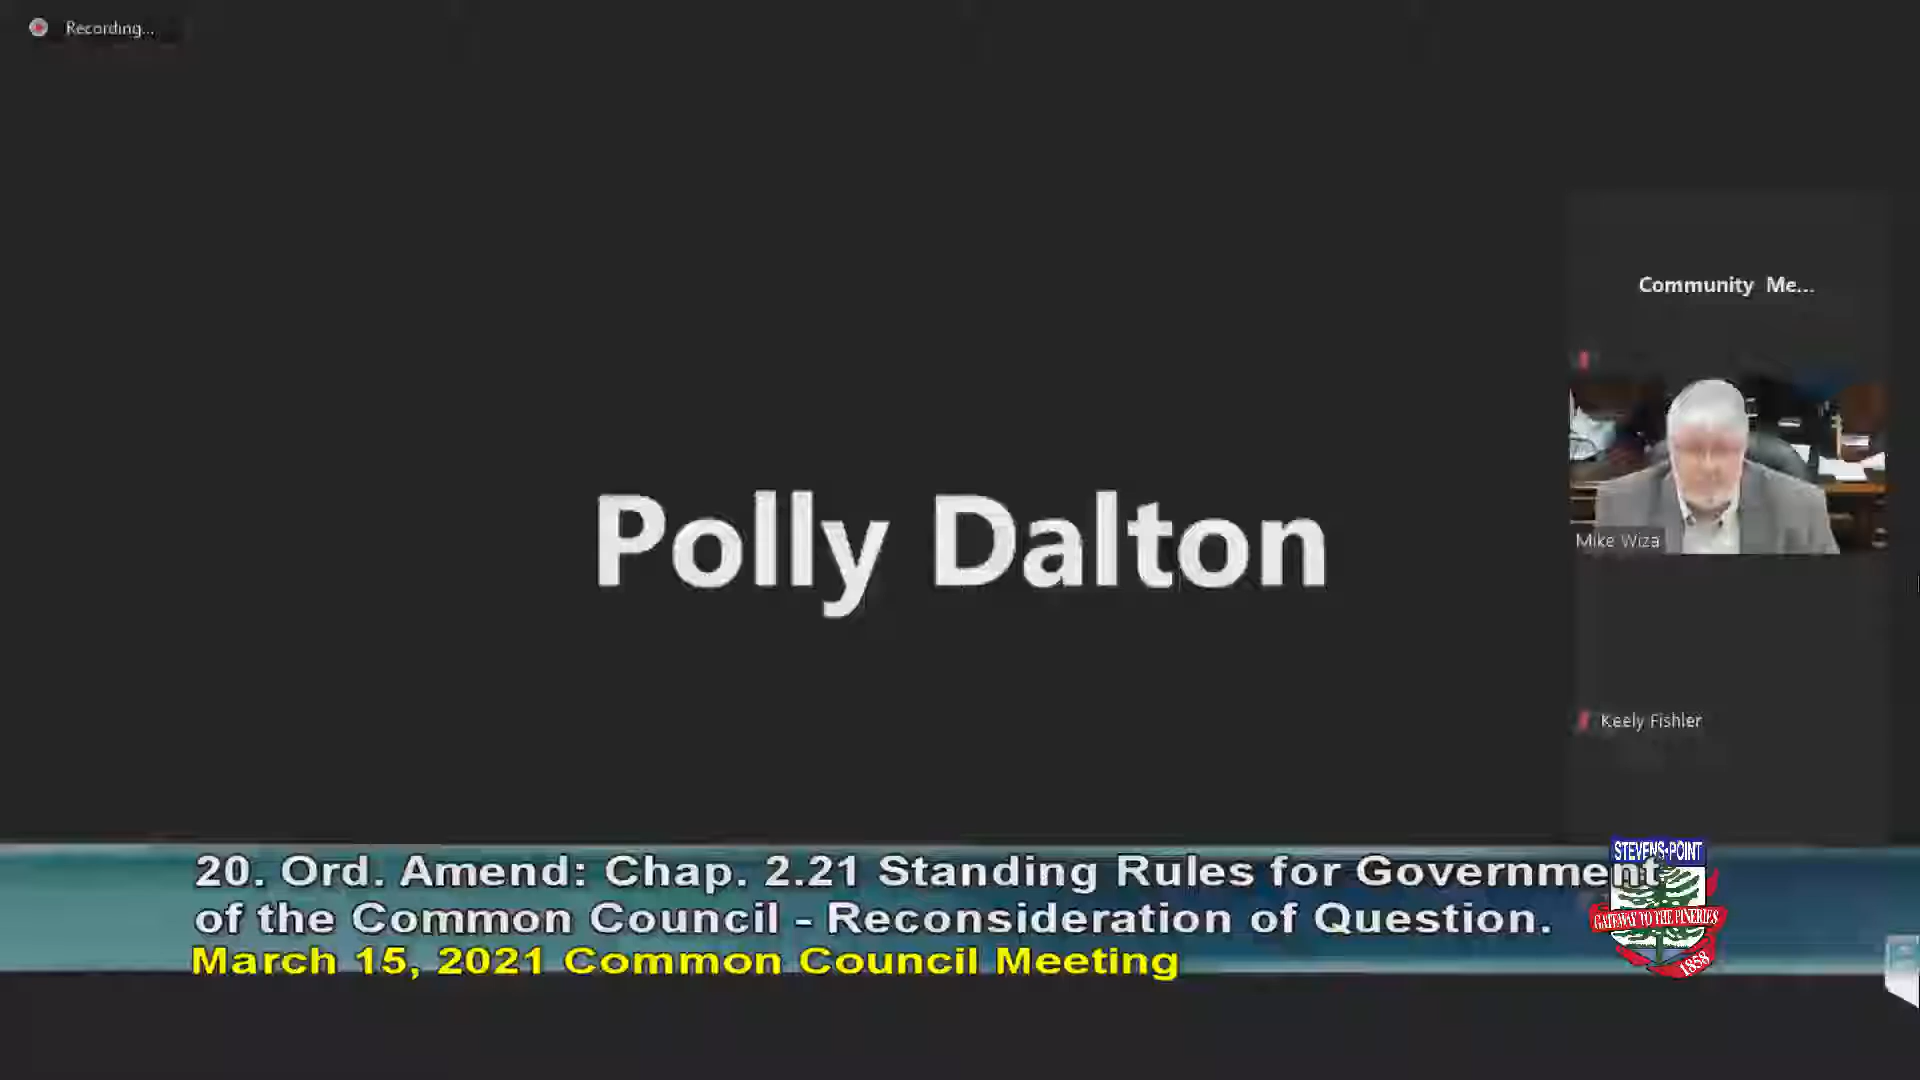 Recording...
Community Me...
Mike Wiza
Polly Dalton
Keely Fishler
20. Ord. Amend: Chap. 2.21 Standing Rules for Government
of the Common Council - Reconsideration of Question.
March 15, 2021 Common Council Meeting
STEVENS·POINT
GATEWAY TO THE PINERIES
1858